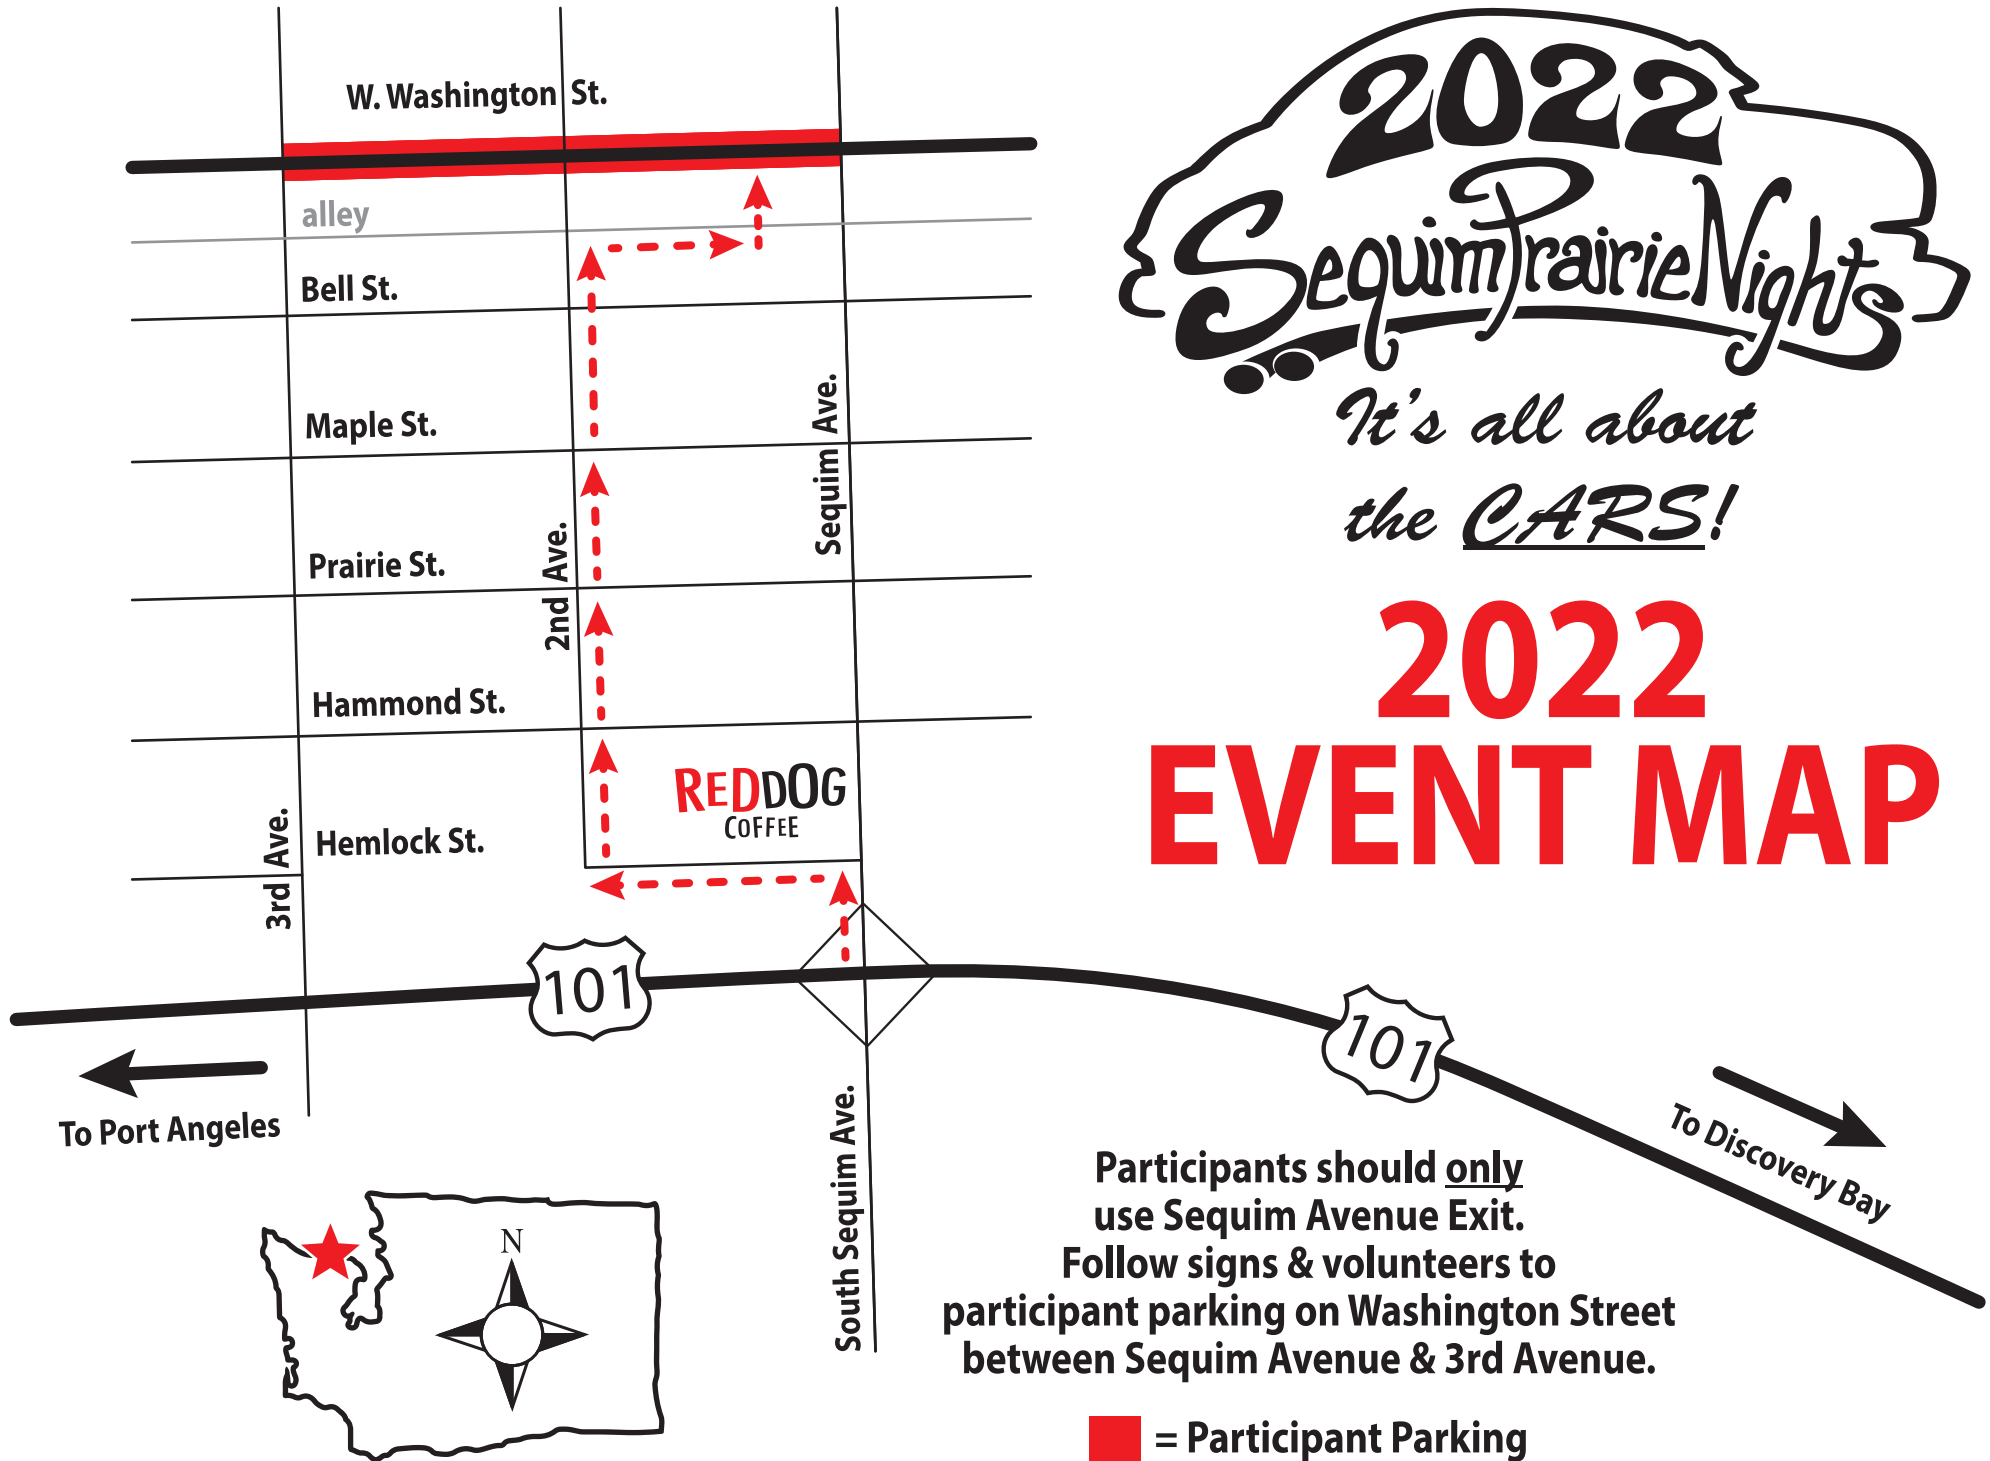 W. Washington St.
alley
Bell St.
Maple St.
Prairie St.
Hammond St.
Hemlock St.
3rd Ave.
2nd Ave.
Sequim Ave.
REDDOG
COFFEE
101
101
To Port Angeles
South Sequim Ave.
To Discovery Bay
N
2022
Sequim Prairie Nights
It's all about
the CARS!
2022
EVENT MAP
Participants should only
use Sequim Avenue Exit.
Follow signs & volunteers to
participant parking on Washington Street
between Sequim Avenue & 3rd Avenue.
= Participant Parking